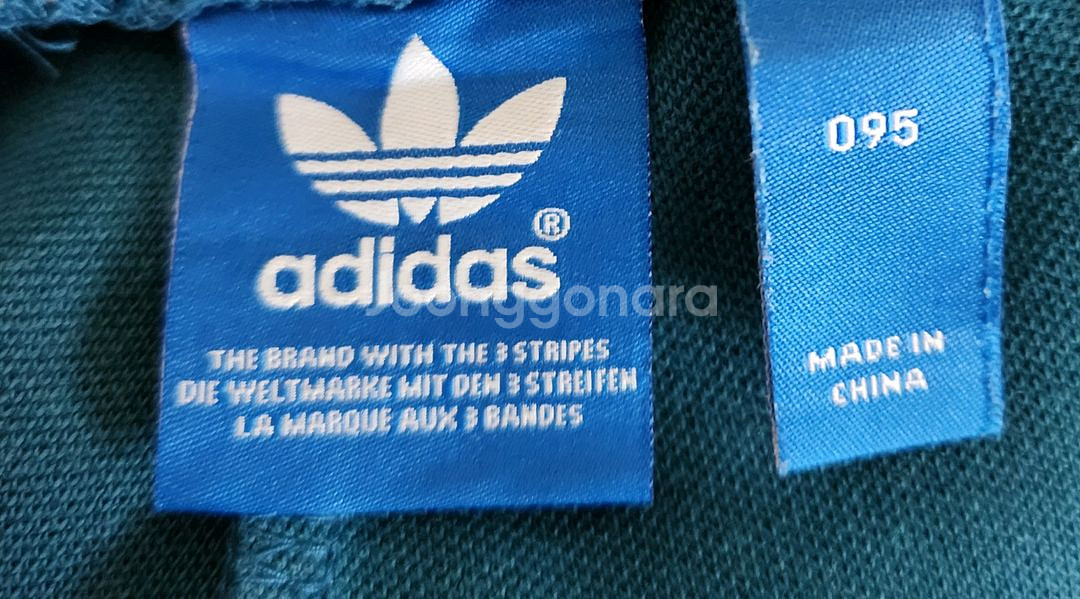 adidas®
THE BRAND WITH THE 3 STRIPES
DIE WELTMARKE MIT DEN 3 STREIFEN
LA MARQUE AUX 3 BANDES
095
MADE IN
CHINA
Joonggonara